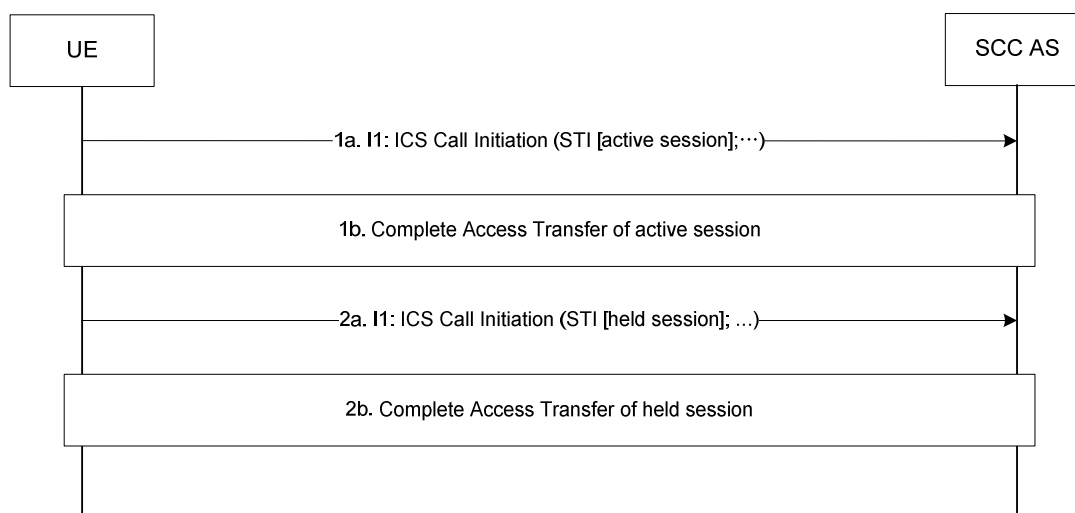 UE
SCC AS
1a. I1: ICS Call Initiation (STI [active session];⋯)
1b. Complete Access Transfer of active session
2a. I1: ICS Call Initiation (STI [held session]; ...)
2b. Complete Access Transfer of held session